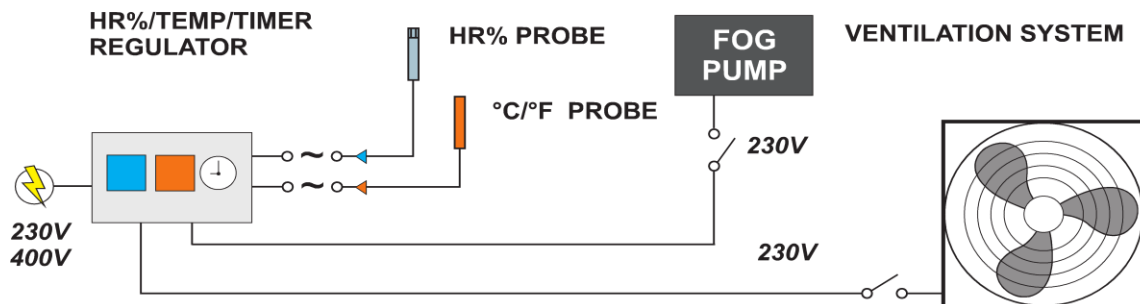 HR%/TEMP/TIMER
REGULATOR
HR% PROBE
°C/°F PROBE
FOG
PUMP
VENTILATION SYSTEM
230V
230V
400V
230V